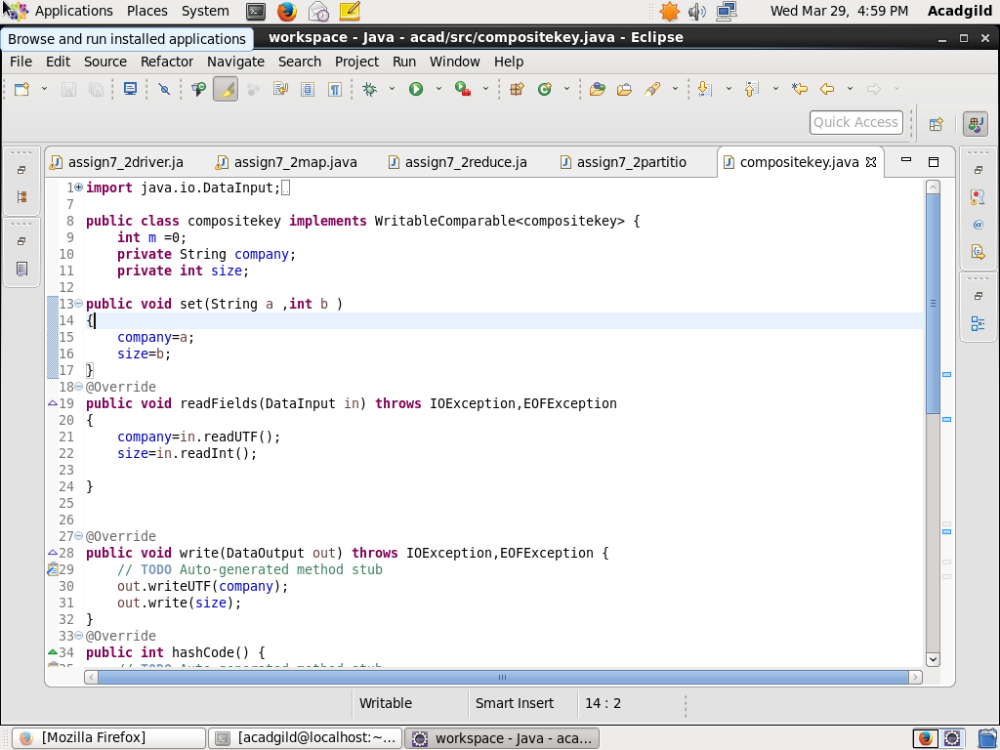 Applications Places System Wed Mar 29, 4:59 PM Acadgild
Browse and run installed applications
workspace - Java - acad/src/compositekey.java - Eclipse
File Edit Source Refactor Navigate Search Project Run Window Help
Quick Access
assign7_2driver.ja assign7_2map.java assign7_2reduce.ja assign7_2partitio compositekey.java
1 import java.io.DataInput;
7
8 public class compositekey implements WritableComparable<compositekey> {
9 int m =0;
10 private String company;
11 private int size;
12
13 public void set(String a ,int b )
14 {
15 company=a;
16 size=b;
17 }
18 @Override
19 public void readFields(DataInput in) throws IOException,EOFException
20 {
21 company=in.readUTF();
22 size=in.readInt();
23
24 }
25
26
27 @Override
28 public void write(DataOutput out) throws IOException,EOFException {
29 // TODO Auto-generated method stub
30 out.writeUTF(company);
31 out.write(size);
32 }
33 @Override
34 public int hashCode() {
35 // TODO Auto-generated method stub
Writable Smart Insert 14 : 2
[Mozilla Firefox] [acadgild@localhost:~... workspace - Java - aca...